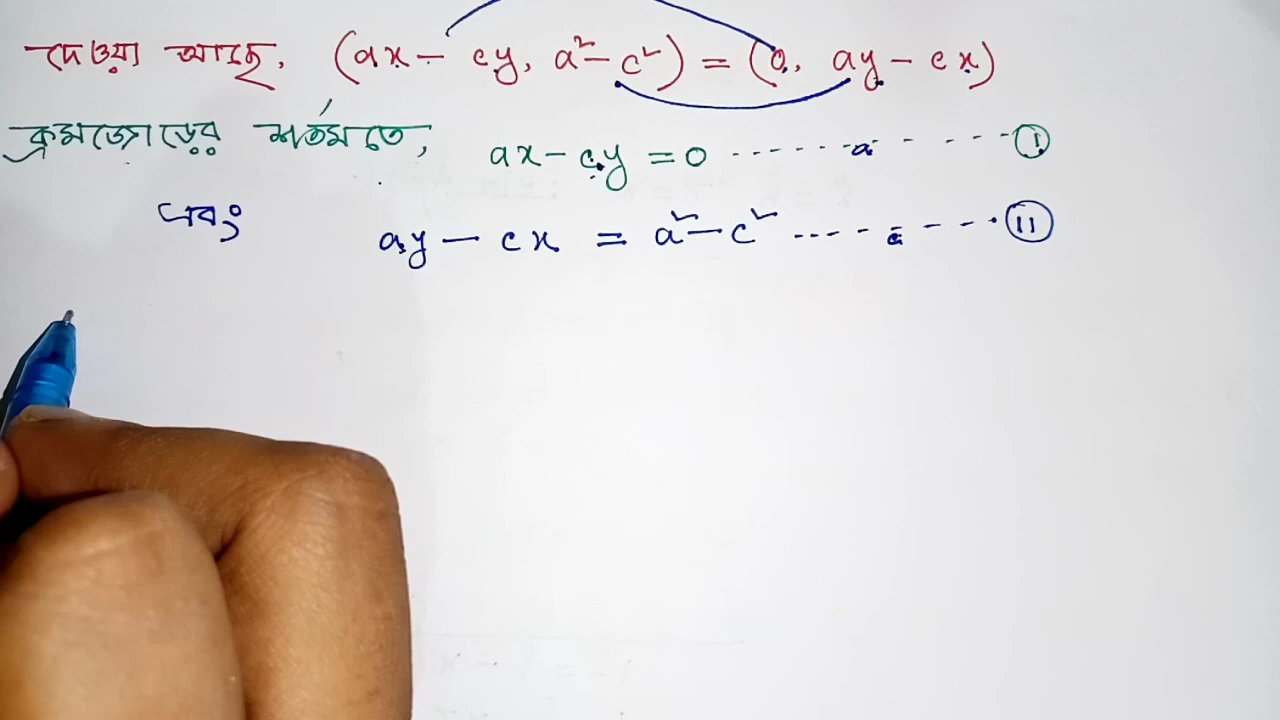 দেওয়া আছে, (ax - cy, a² - c²) = (0, ay - cx)
ক্রমজোড়ের শর্তমতে, ax - cy = 0 ............ a ............ (i)
এবং ay - cx = a² - c² ............ c ............ (ii)